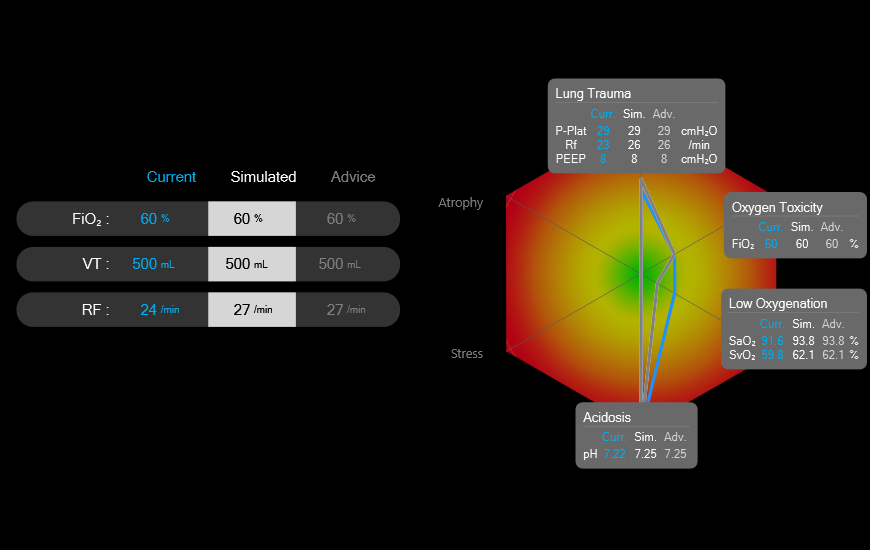 Current Simulated Advice
FiO₂ : 60 % 60 % 60 %
VT : 500 mL 500 mL 500 mL
RF : 24 /min 27 /min 27 /min
Lung Trauma
Curr. Sim. Adv.
P-Plat 29 29 29 cmH₂O
Rf 23 26 26 /min
PEEP 8 8 8 cmH₂O
Atrophy
Oxygen Toxicity
Curr. Sim. Adv.
FiO₂ 60 60 60 %
Low Oxygenation
Curr. Sim. Adv.
SaO₂ 91.6 93.8 93.8 %
SvO₂ 59.8 62.1 62.1 %
Stress
Acidosis
Curr. Sim. Adv.
pH 7.22 7.25 7.25